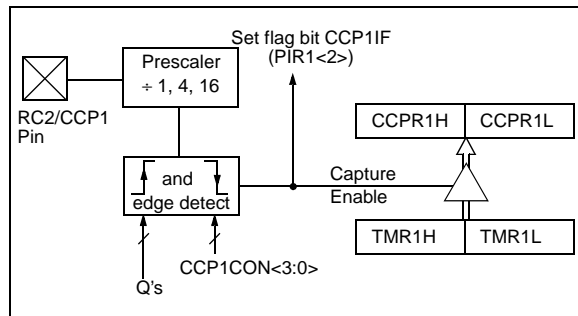 Set flag bit CCP1IF
(PIR1<2>)
Prescaler
÷ 1, 4, 16
RC2/CCP1
Pin
CCPR1H
CCPR1L
and
edge detect
Capture
Enable
TMR1H
TMR1L
CCP1CON<3:0>
Q's